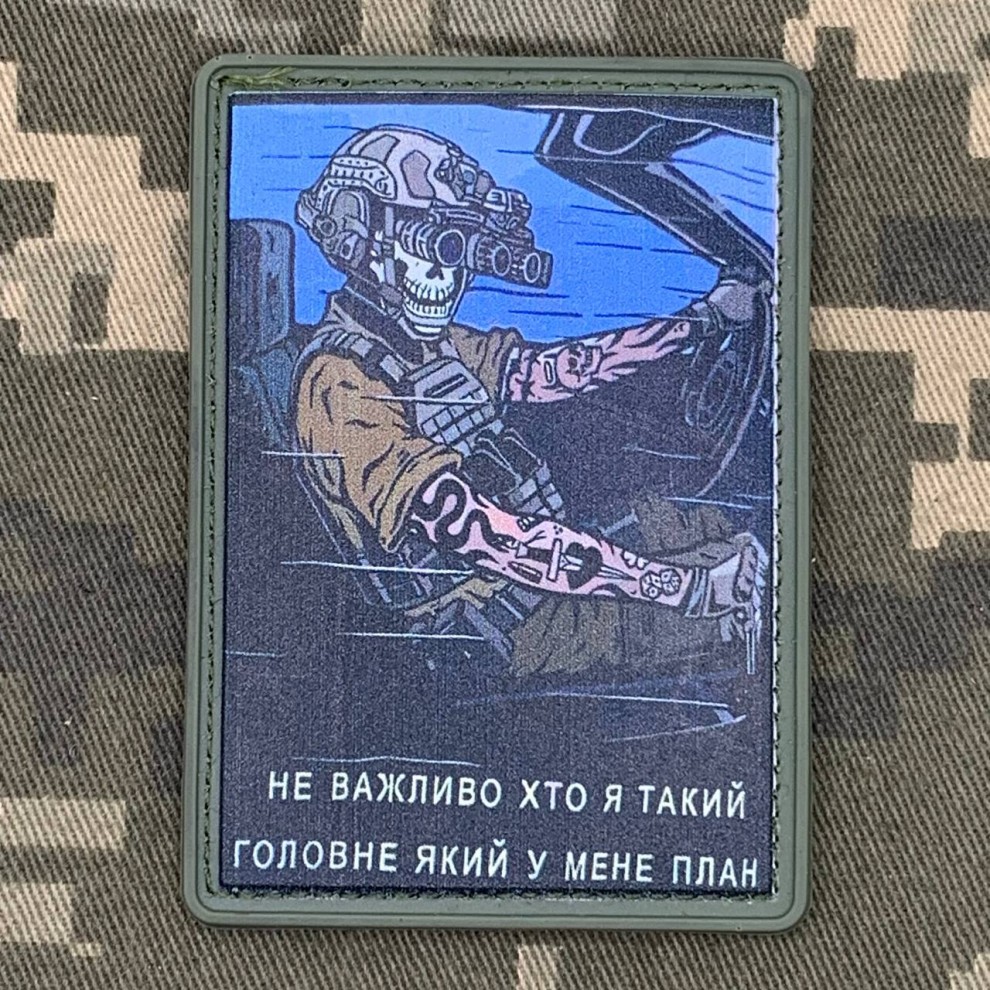 НЕ ВАЖЛИВО ХТО Я ТАКИЙ
ГОЛОВНЕ ЯКИЙ У МЕНЕ ПЛАН